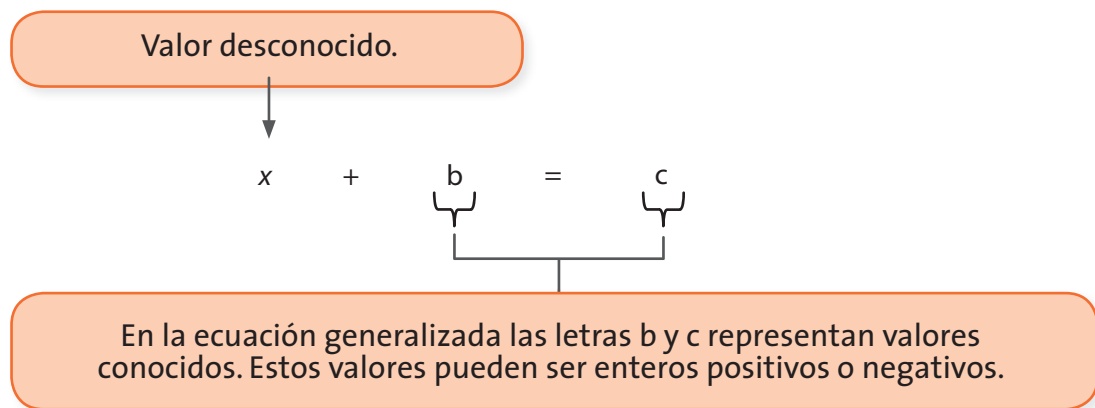 Valor desconocido.
x + b = c
En la ecuación generalizada las letras b y c representan valores
conocidos. Estos valores pueden ser enteros positivos o negativos.